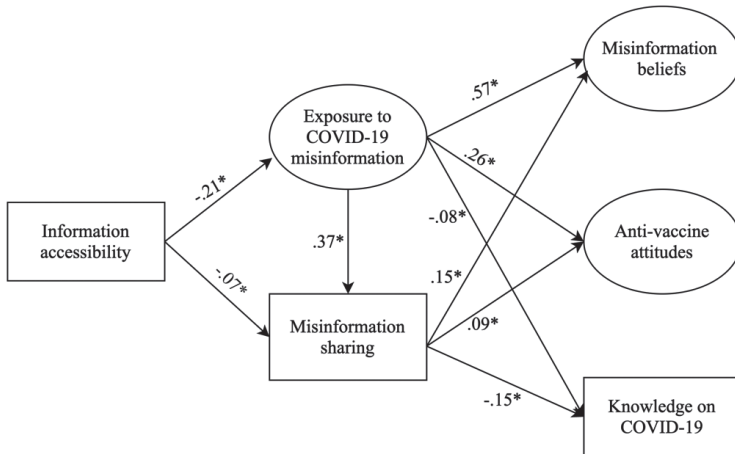 Misinformation
beliefs
.57*
Exposure to
COVID-19
misinformation
.26*
-.21*
-.08*
Information
accessibility
.37*
Anti-vaccine
attitudes
-.07*
.15*
Misinformation
sharing
.09*
-.15*
Knowledge on
COVID-19